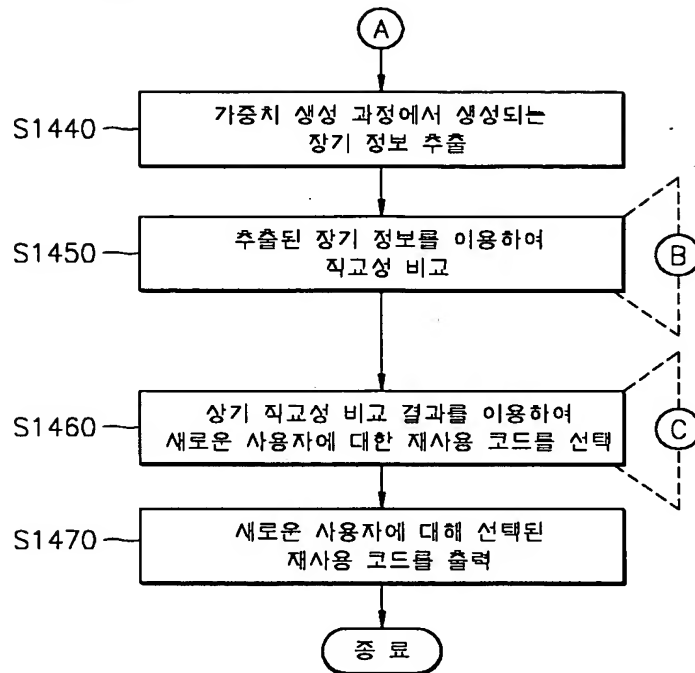 A
S1440
가중치 생성 과정에서 생성되는
장기 정보 추출
S1450
추출된 장기 정보를 이용하여
직교성 비교
B
S1460
상기 직교성 비교 결과를 이용하여
새로운 사용자에 대한 재사용 코드를 선택
C
S1470
새로운 사용자에 대해 선택된
재사용 코드를 출력
종 료